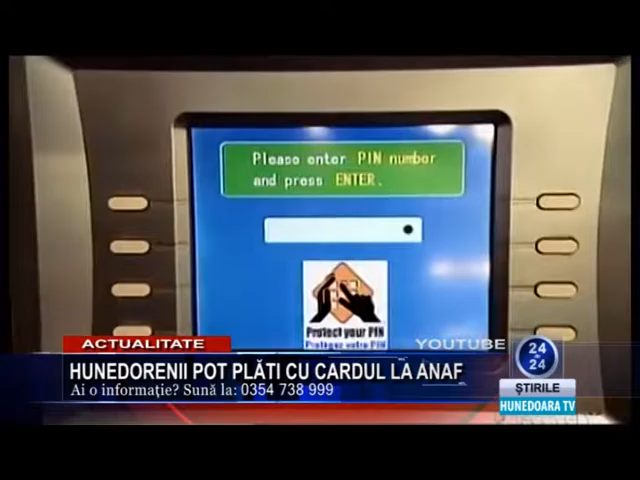 Please enter PIN number
and press ENTER.
Protect your PIN
Protégez votre PIN
ACTUALITATE
YOUTUBE
HUNEDORENII POT PLĂTI CU CARDUL LA ANAF
Ai o informaţie? Sună la: 0354 738 999
24
24
ŞTIRILE
HUNEDOARA TV